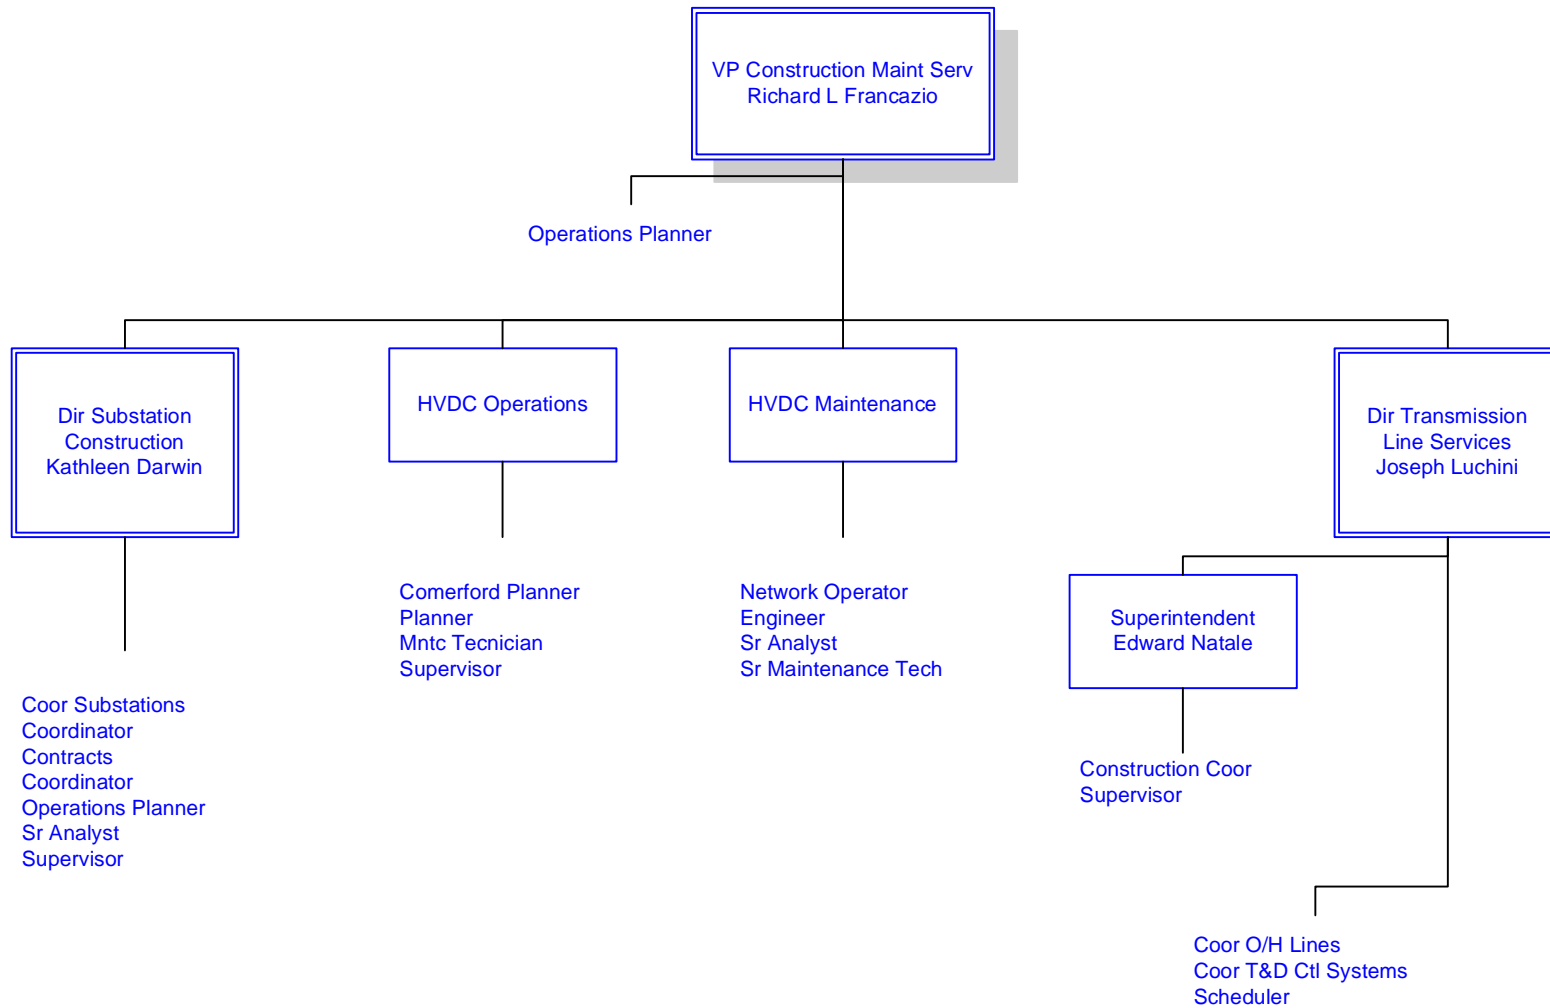 VP Construction Maint Serv
Richard L Francazio
Operations Planner
Dir Substation
Construction
Kathleen Darwin
HVDC Operations
HVDC Maintenance
Dir Transmission
Line Services
Joseph Luchini
Comerford Planner
Planner
Mntc Tecnician
Supervisor
Network Operator
Engineer
Sr Analyst
Sr Maintenance Tech
Superintendent
Edward Natale
Coor Substations
Coordinator
Contracts
Coordinator
Operations Planner
Sr Analyst
Supervisor
Construction Coor
Supervisor
Coor O/H Lines
Coor T&D Ctl Systems
Scheduler